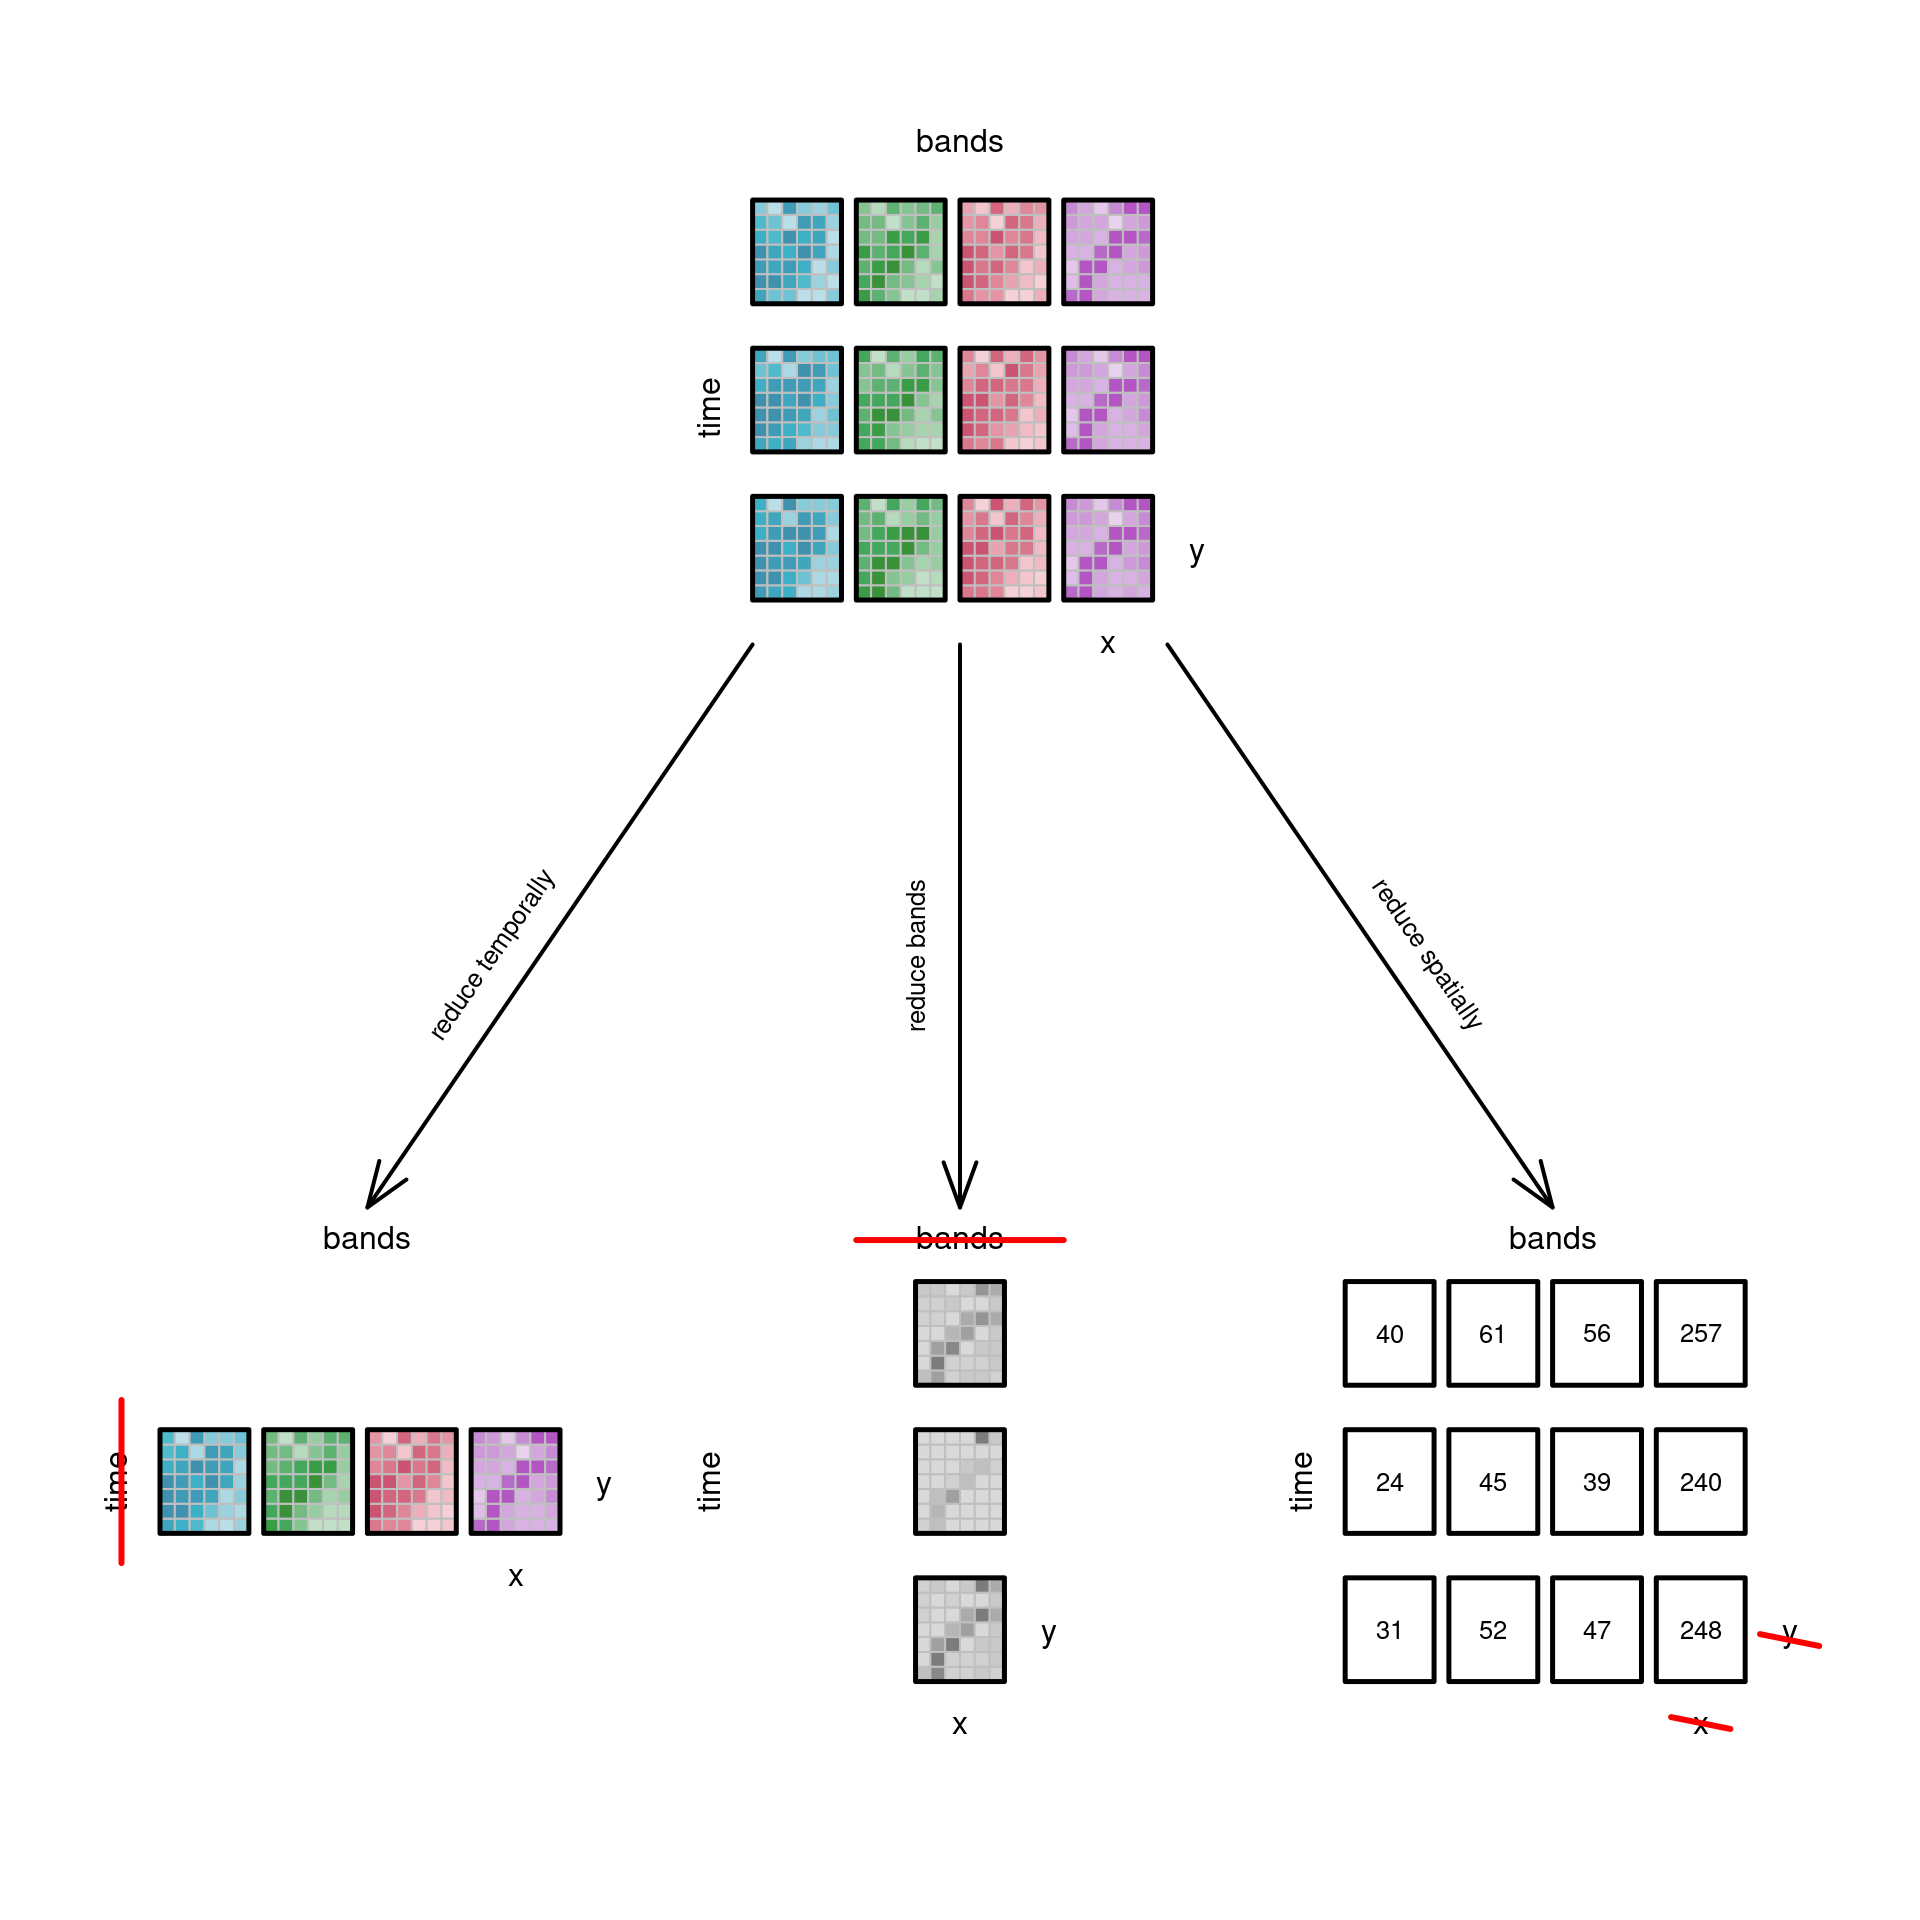 bands
time
y
x
reduce temporally
reduce bands
reduce spatially
bands
time
y
x
bands
time
y
x
bands
time
40 61 56 257
24 45 39 240
31 52 47 248
y
x